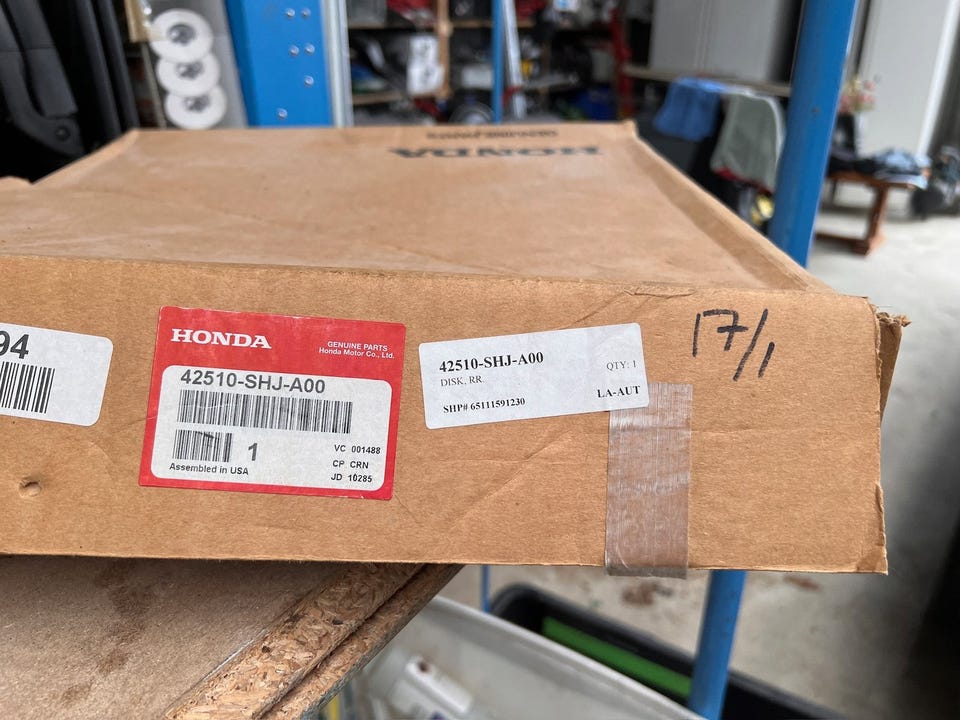 HONDA
94
HONDA
GENUINE PARTS
Honda Motor Co., Ltd.
42510-SHJ-A00
1
VC 001488
CP CRN
Assembled in USA
JD 10285
42510-SHJ-A00
QTY: 1
DISK, RR.
LA-AUT
SHP# 65111591230
17/1